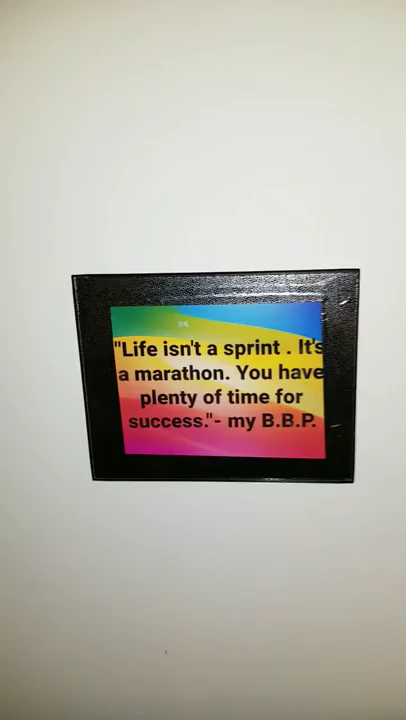 "Life isn't a sprint . It's
a marathon. You have
plenty of time for
success."- my B.B.P.